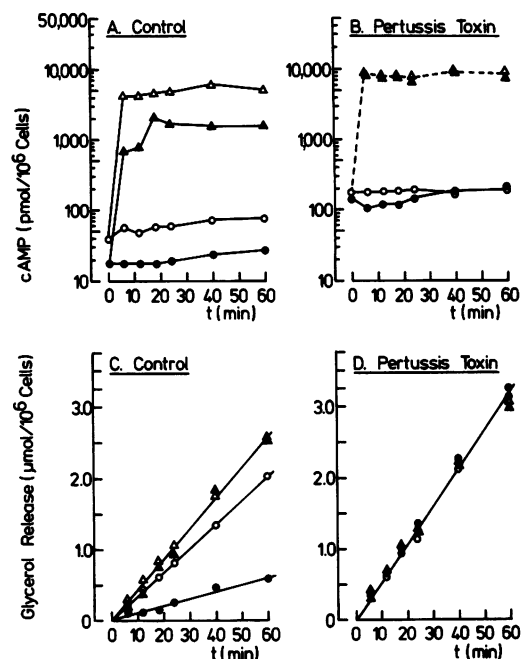 A. Control
B. Pertussis Toxin
cAMP (pmol/10⁶ Cells)
50,000
10,000
1,000
100
10
0 10 20 30 40 50 60
t (min)
10,000
1,000
100
10
0 10 20 30 40 50 60
t (min)
C. Control
D. Pertussis Toxin
Glycerol Release (μmol/10⁶ Cells)
3.0
2.0
1.0
0
0 10 20 30 40 50 60
t (min)
3.0
2.0
1.0
0
0 10 20 30 40 50 60
t (min)